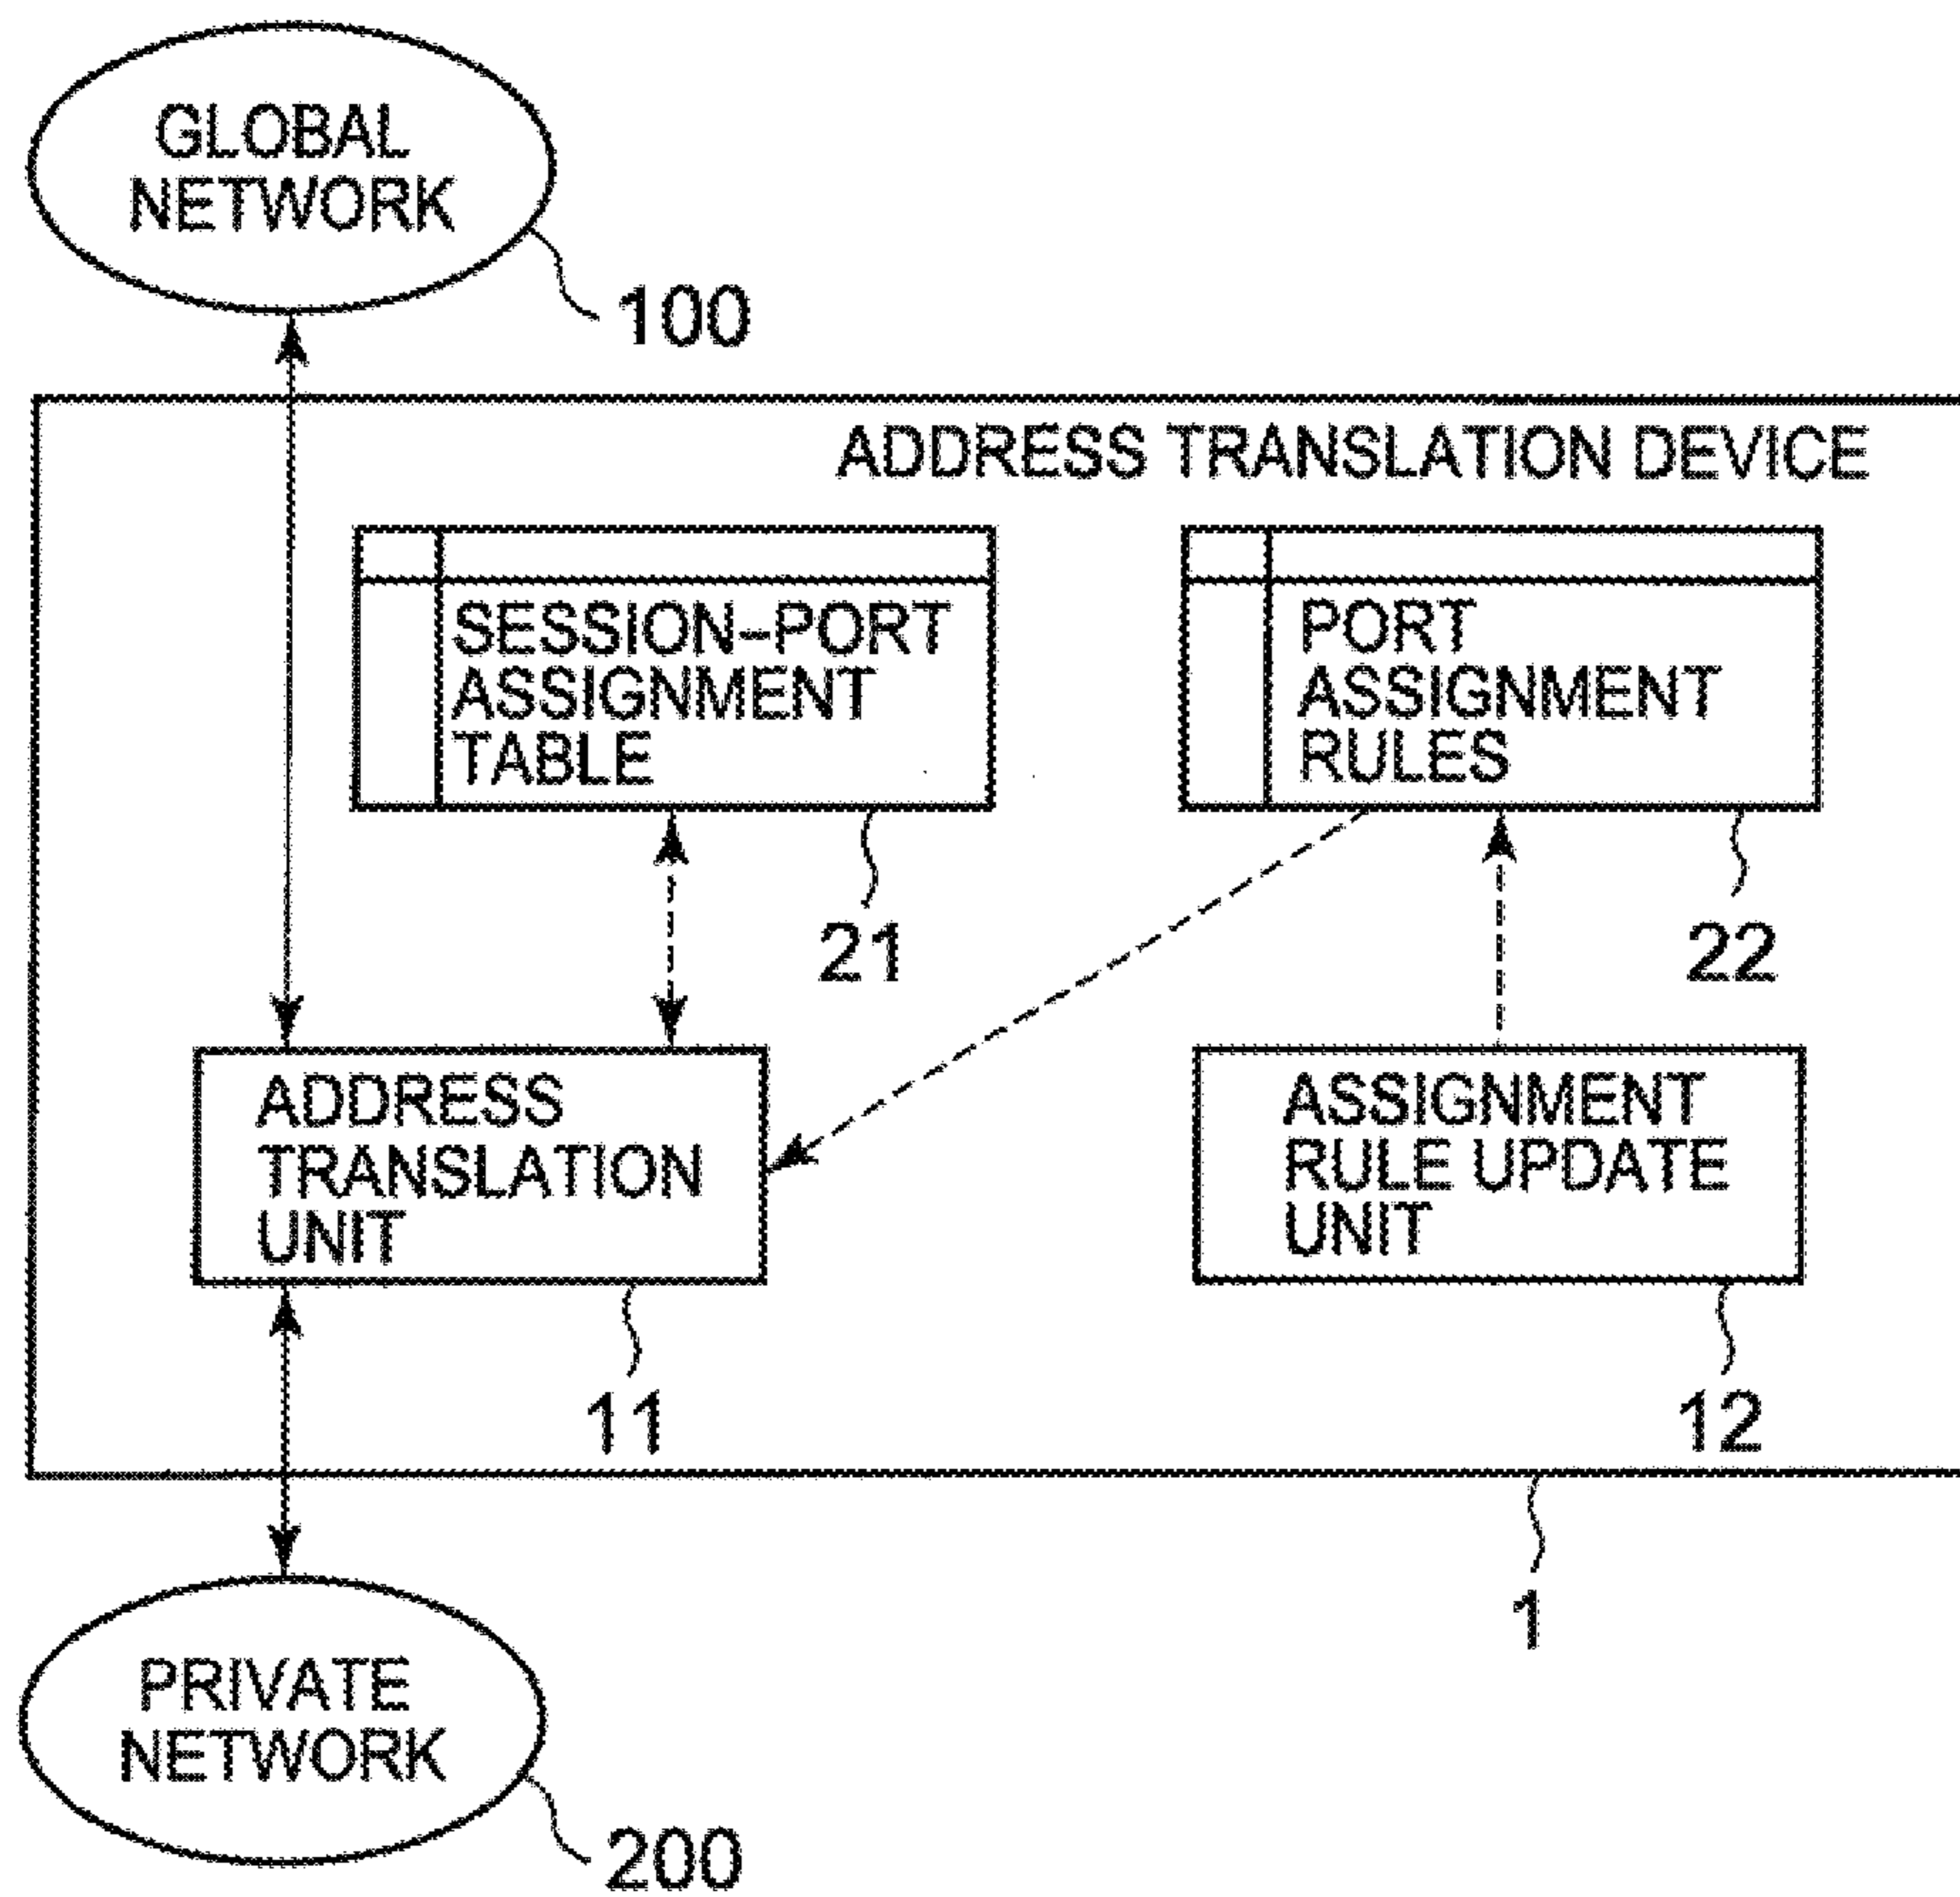 GLOBAL
NETWORK
100
ADDRESS TRANSLATION DEVICE
SESSION-PORT
ASSIGNMENT
TABLE
21
PORT
ASSIGNMENT
RULES
22
ADDRESS
TRANSLATION
UNIT
11
ASSIGNMENT
RULE UPDATE
UNIT
12
1
PRIVATE
NETWORK
200